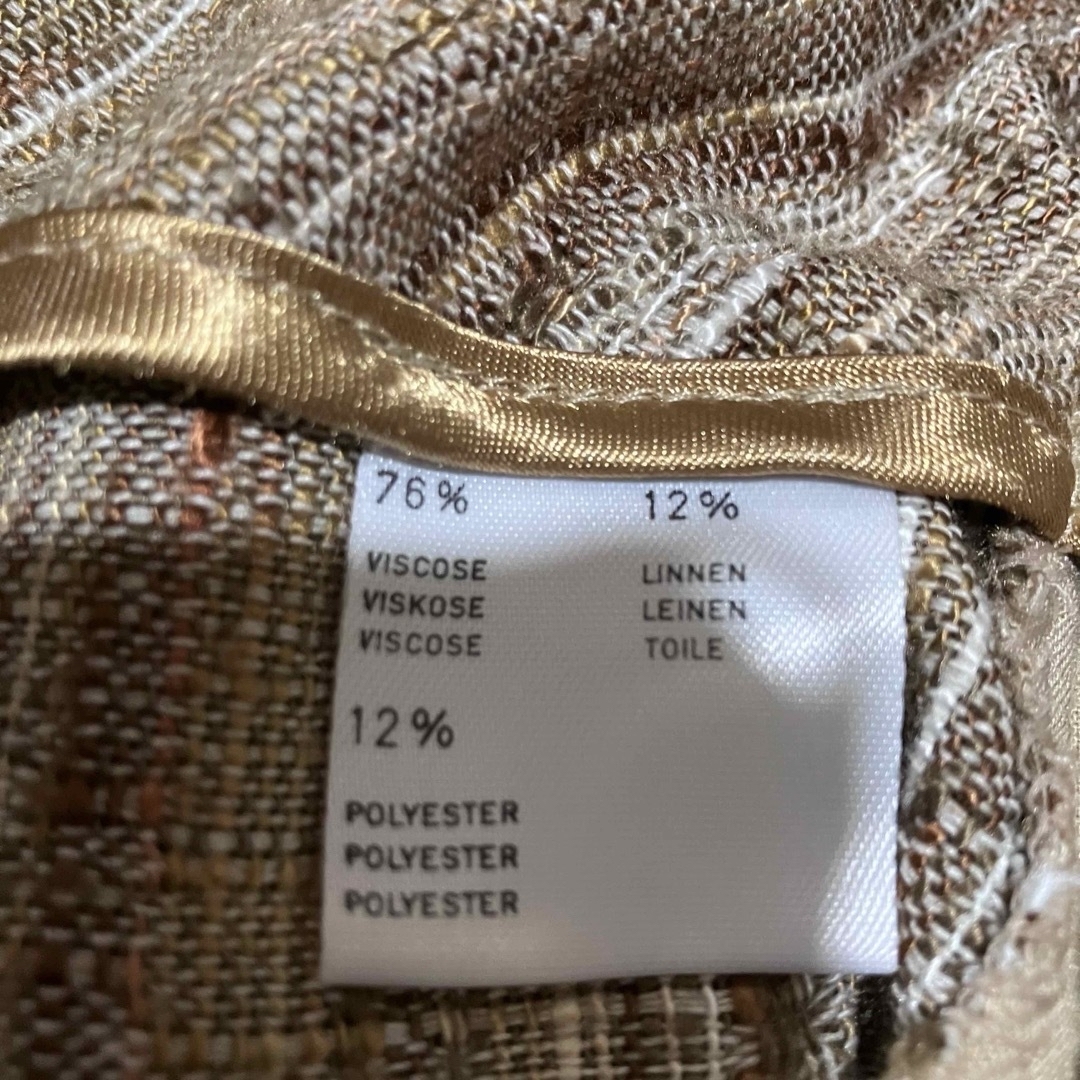 76%
VISCOSE
VISKOSE
VISCOSE
12%
LINNEN
LEINEN
TOILE
12%
POLYESTER
POLYESTER
POLYESTER